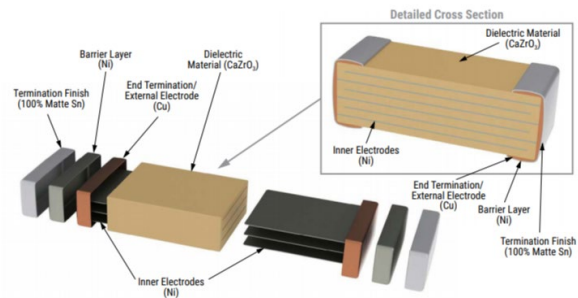 Detailed Cross Section
Dielectric Material
(CaZrO₃)
Inner Electrodes
(Ni)
End Termination/
External Electrode
(Cu)
Barrier Layer
(Ni)
Termination Finish
(100% Matte Sn)
Barrier Layer
(Ni)
Dielectric
Material (CaZrO₃)
Termination Finish
(100% Matte Sn)
End Termination/
External Electrode
(Cu)
Inner Electrodes
(Ni)